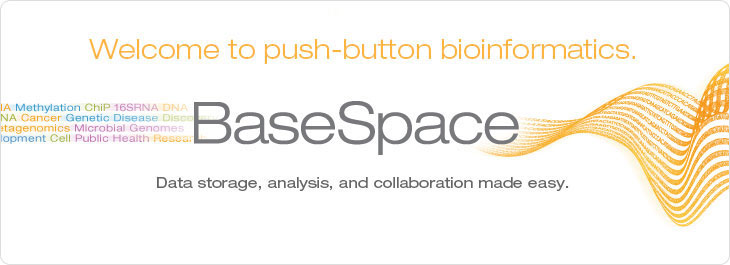 Welcome to push-button bioinformatics.
Methylation ChiP 16SRNA DNA
Cancer Genetic Disease
Microbial Genomes
Cell Public Health
BaseSpace
Data storage, analysis, and collaboration made easy.